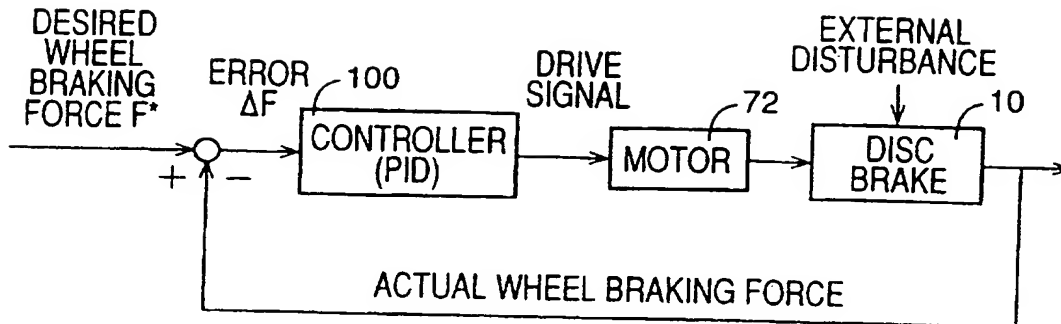 DESIRED
WHEEL
BRAKING
FORCE F*
ERROR
ΔF
100
CONTROLLER
(PID)
DRIVE
SIGNAL
72
MOTOR
EXTERNAL
DISTURBANCE
10
DISC
BRAKE
+ −
ACTUAL WHEEL BRAKING FORCE